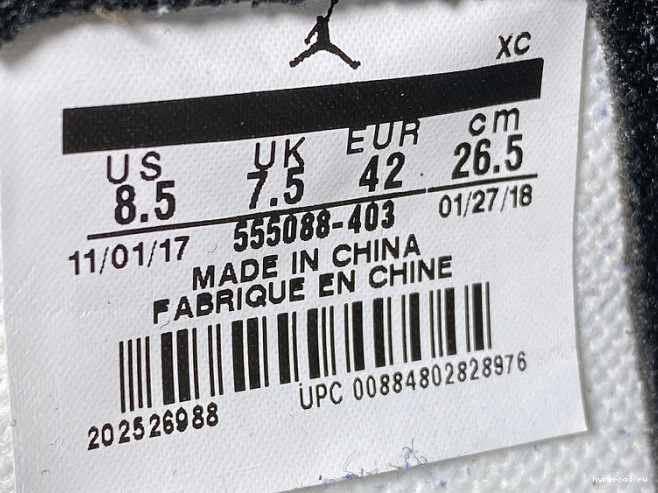 XC
US UK EUR cm
8.5 7.5 42 26.5
11/01/17 555088-403 01/27/18
MADE IN CHINA
FABRIQUE EN CHINE
202526988 UPC 00884802828976
hyperoad.ru